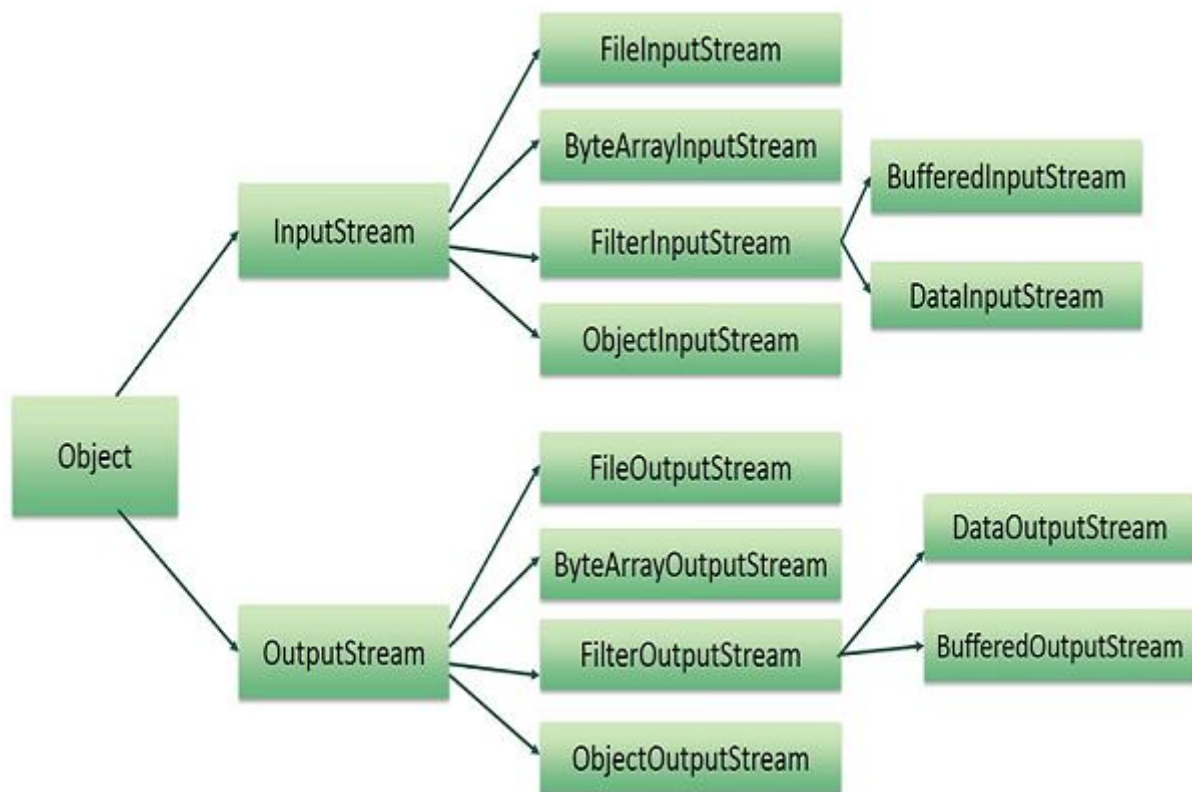 FileInputStream
ByteArrayInputStream
BufferedInputStream
InputStream
FilterInputStream
DataInputStream
ObjectInputStream
Object
FileOutputStream
DataOutputStream
ByteArrayOutputStream
OutputStream
FilterOutputStream
BufferedOutputStream
ObjectOutputStream